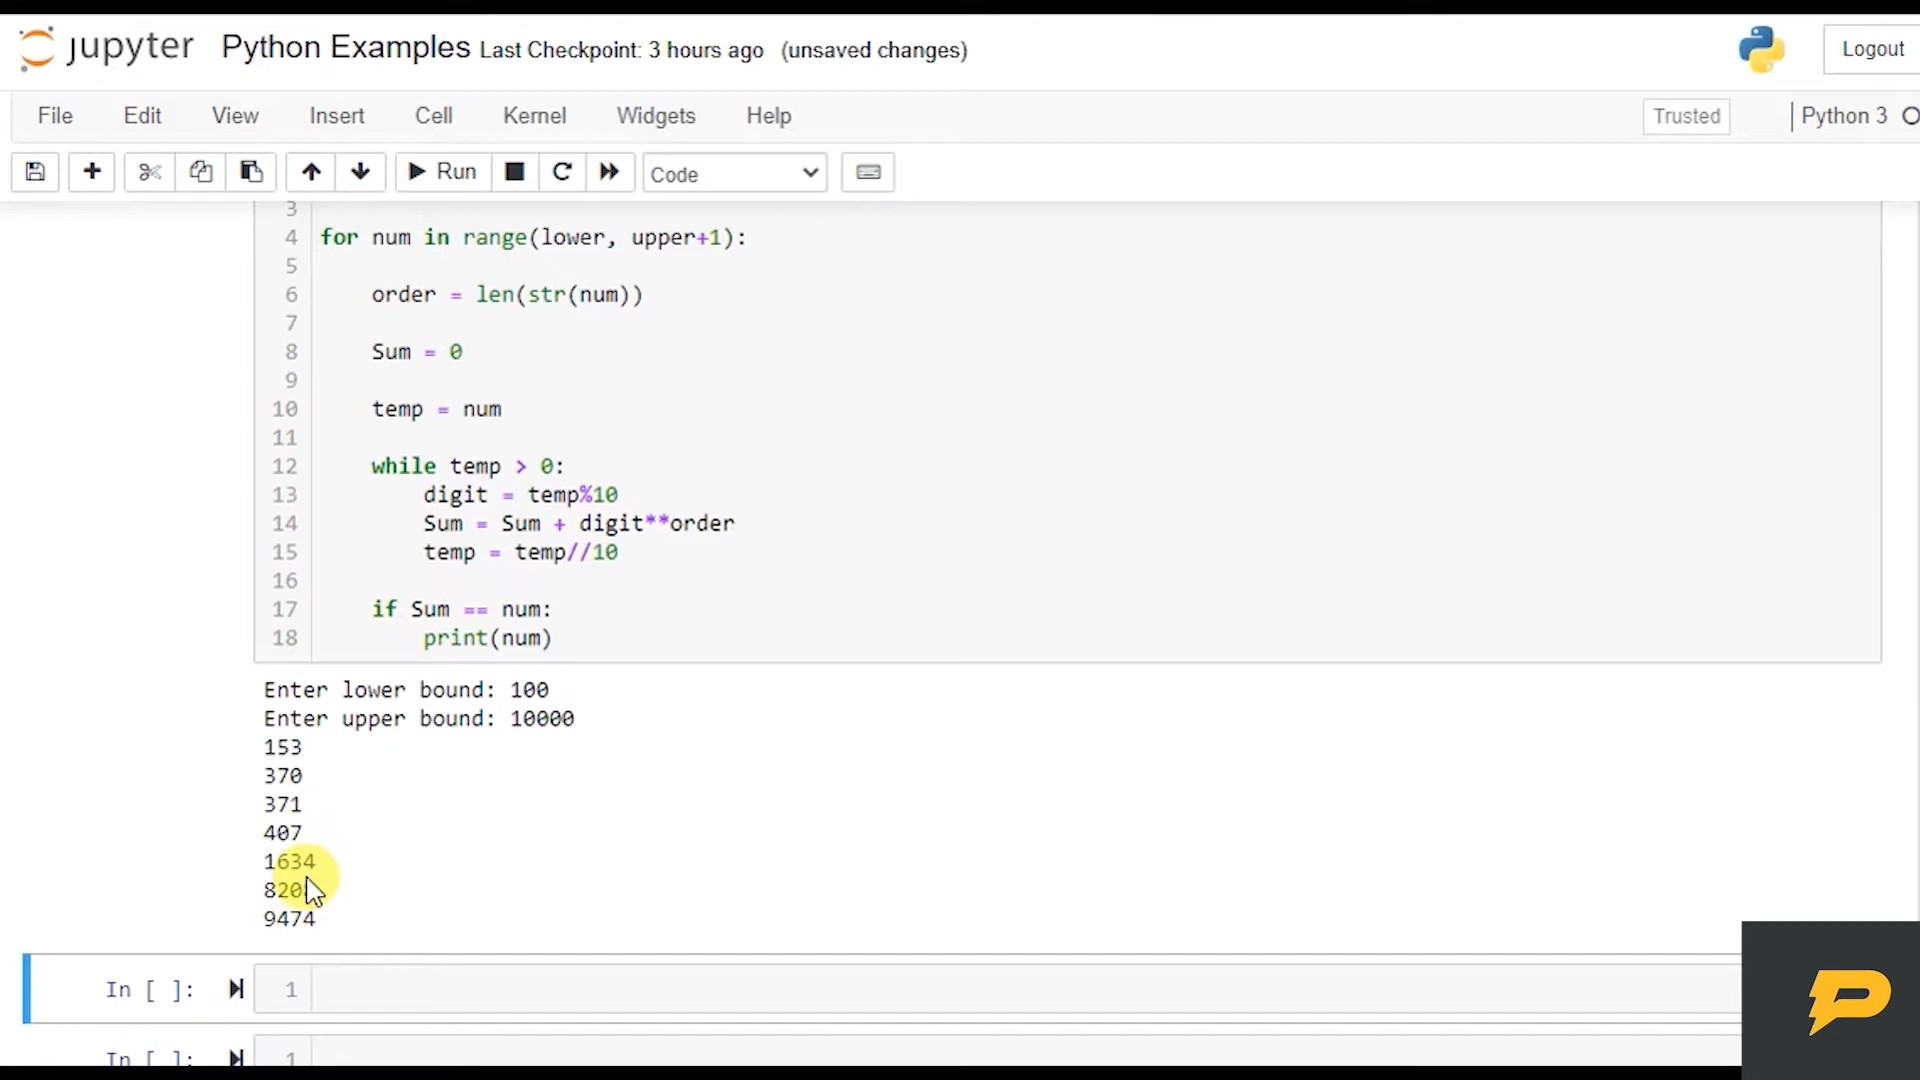 jupyter Python Examples Last Checkpoint: 3 hours ago (unsaved changes) Logout
File Edit View Insert Cell Kernel Widgets Help Trusted Python 3
Run Code
3
4 for num in range(lower, upper+1):
5
6 order = len(str(num))
7
8 Sum = 0
9
10 temp = num
11
12 while temp > 0:
13 digit = temp%10
14 Sum = Sum + digit**order
15 temp = temp//10
16
17 if Sum == num:
18 print(num)
Enter lower bound: 100
Enter upper bound: 10000
153
370
371
407
1634
9474
In [ ]: 1
In [ ]: 1